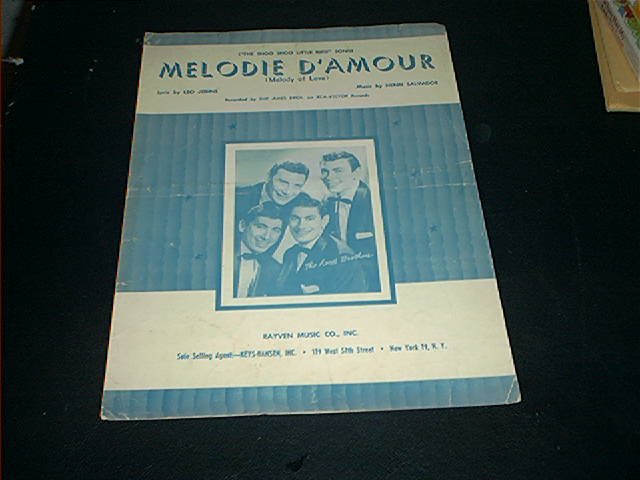 ("THE SHOO SHOO LITTLE BIRD" SONG)
MELODIE D'AMOUR
(Melody of Love)
Lyric by LEO JOHNS
Music by HENRI SALVADOR
Recorded by THE AMES BROS. on RCA-VICTOR Records
The Ames Brothers
RAYVEN MUSIC CO., INC.
Sole Selling Agent:—KEYS-HANSEN, INC. • 119 West 57th Street • New York 19, N. Y.